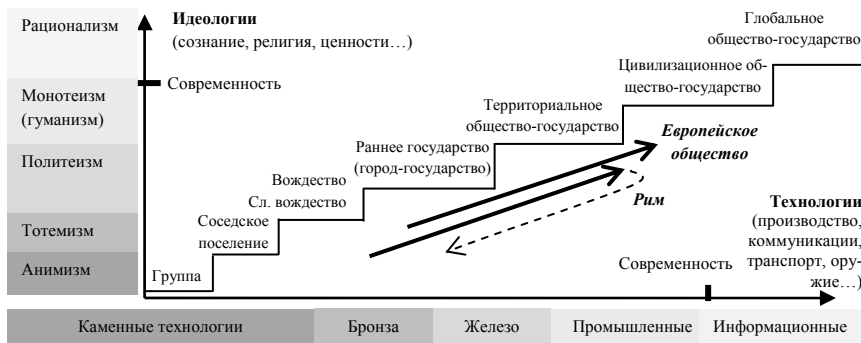 Рационализм
Монотеизм
(гуманизм)
Политеизм
Тотемизм
Анимизм
Идеологии
(сознание, религия, ценности…)
Современность
Глобальное
общество-государство
Цивилизационное об-
щество-государство
Территориальное
общество-государство
Европейское
общество
Раннее государство
(город-государство)
Вождество
Сл. вождество
Рим
Соседское
поселение
Группа
Технологии
(производство,
коммуникации,
транспорт, ору-
жие…)
Современность
Каменные технологии
Бронза
Железо
Промышленные
Информационные